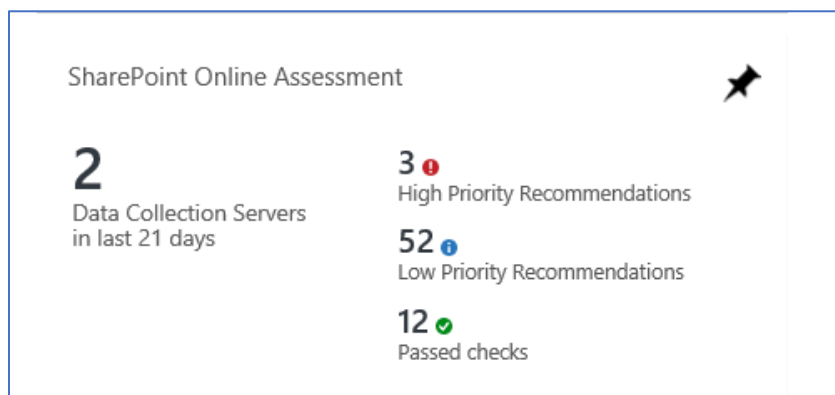 SharePoint Online Assessment
2
Data Collection Servers
in last 21 days
3
High Priority Recommendations
52
Low Priority Recommendations
12
Passed checks